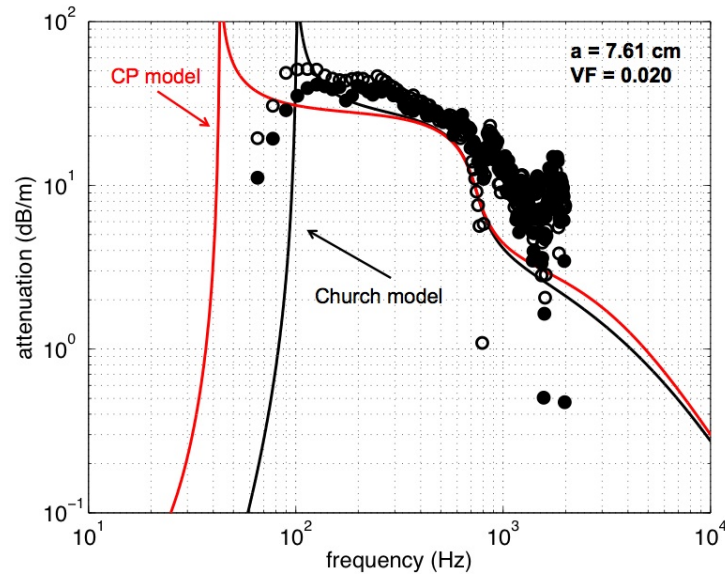 10²
CP model
a = 7.61 cm
VF = 0.020
10¹
attenuation (dB/m)
Church model
10⁰
10⁻¹
10¹ 10² 10³ 10⁴
frequency (Hz)